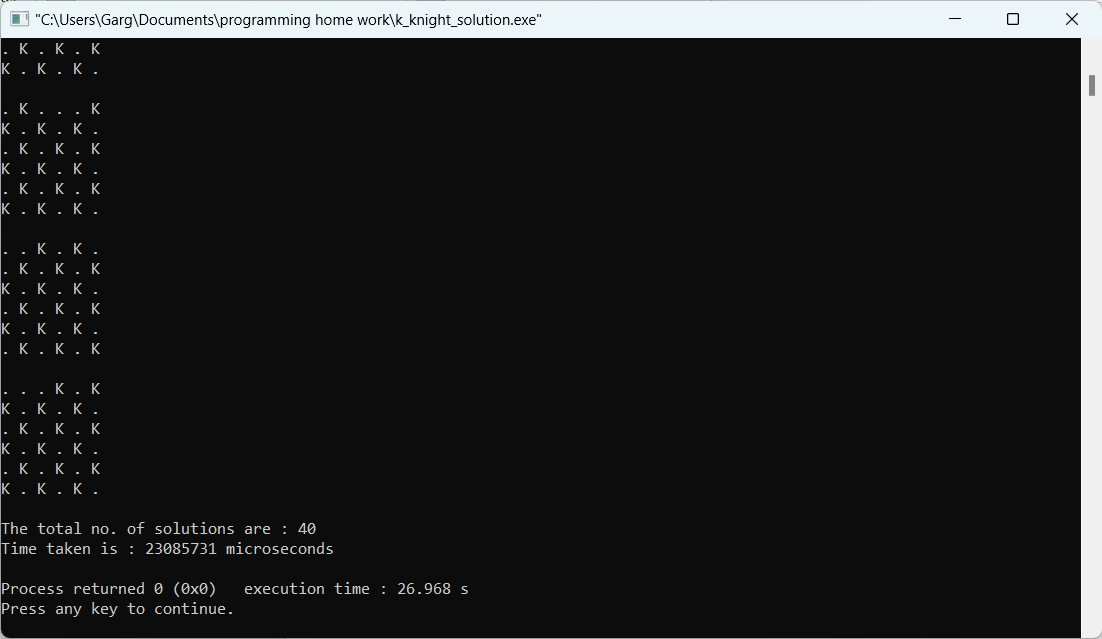 "C:\Users\Garg\Documents\programming home work\k_knight_solution.exe"
. K . K . K
K . K . K .
. K . . . K
K . K . K .
. K . K . K
K . K . K .
. K . K . K
K . K . K .
. . K . K .
. K . K . K
K . K . K .
. K . K . K
K . K . K .
. K . K . K
. . . K . K
K . K . K .
. K . K . K
K . K . K .
. K . K . K
K . K . K .
The total no. of solutions are : 40
Time taken is : 23085731 microseconds
Process returned 0 (0x0)   execution time : 26.968 s
Press any key to continue.